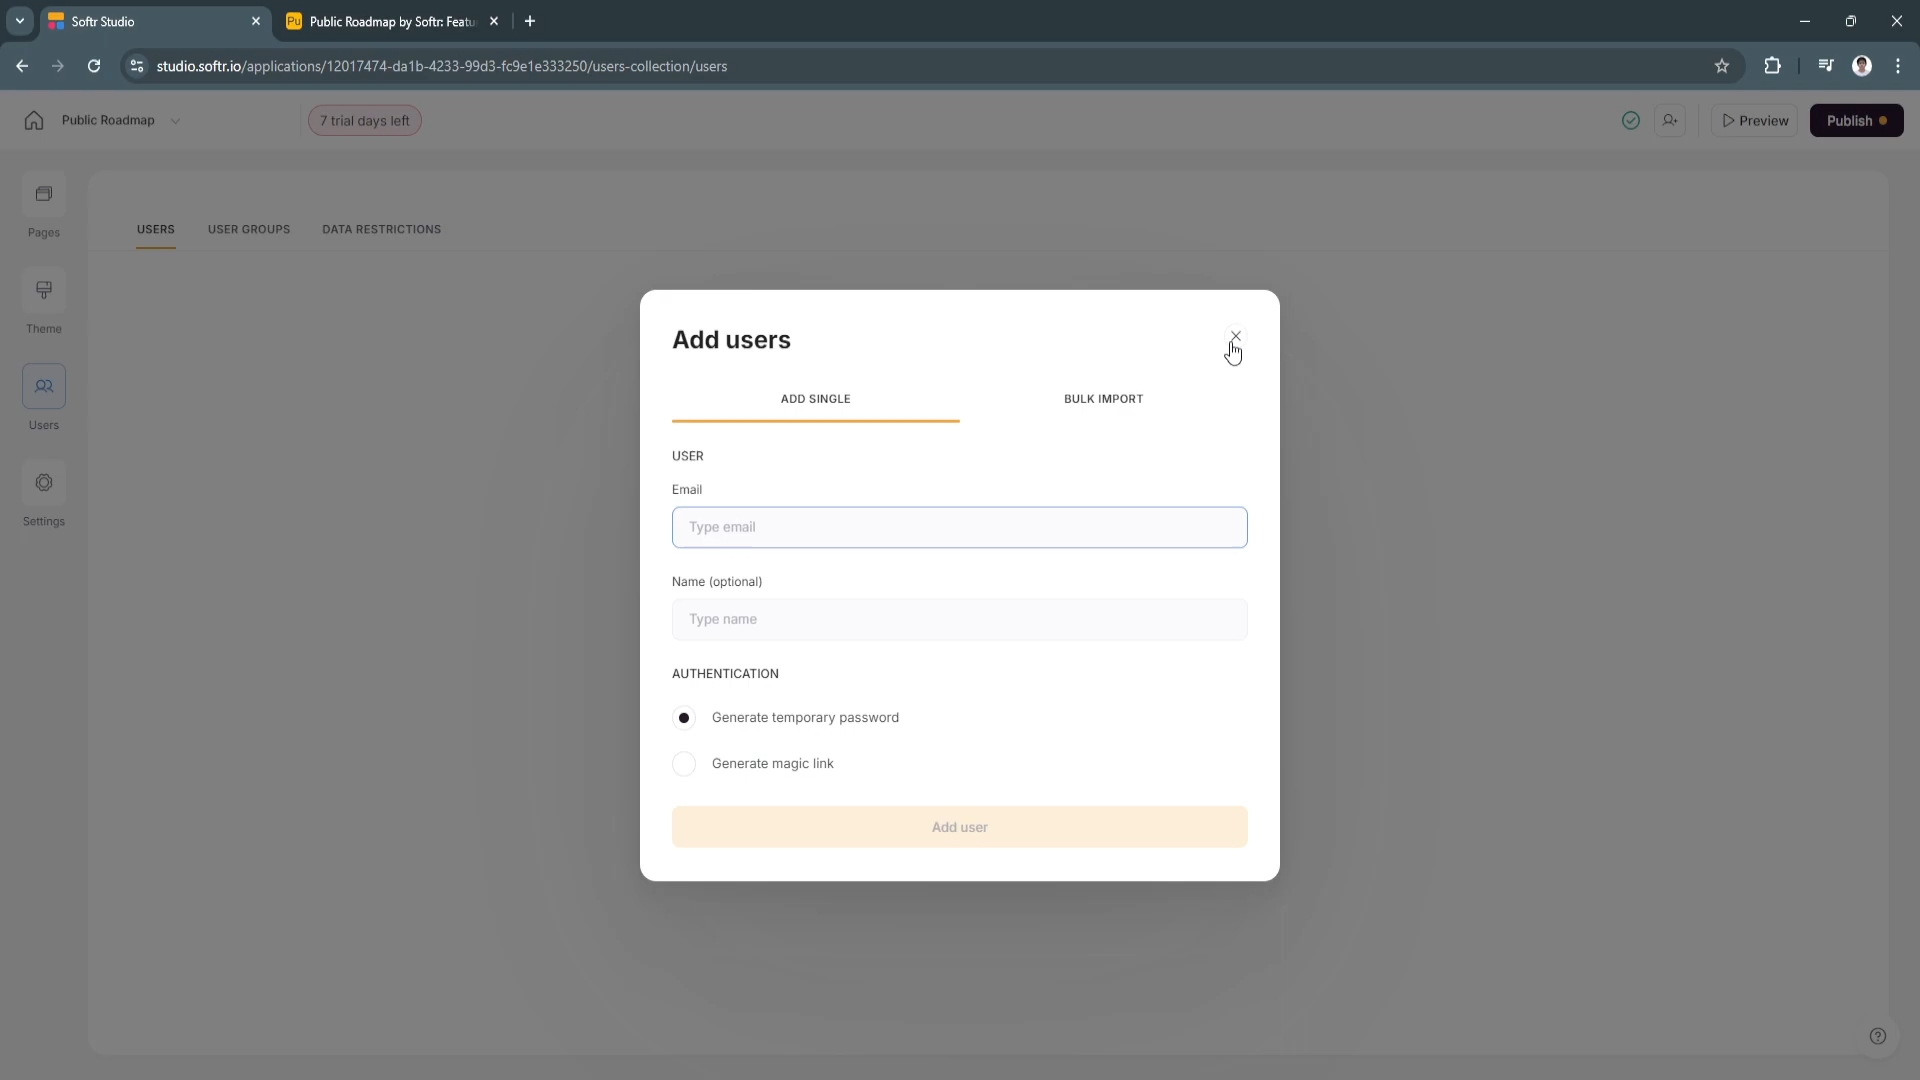 Softr Studio
Public Roadmap by Softr: Featu
studio.softr.io/applications/12017474-da1b-4233-99d3-fc9e1e333250/users-collection/users
Public Roadmap
7 trial days left
Preview
Publish
Pages
Theme
Users
Settings
USERS
USER GROUPS
DATA RESTRICTIONS
Add users
ADD SINGLE
BULK IMPORT
USER
Email
Type email
Name (optional)
Type name
AUTHENTICATION
Generate temporary password
Generate magic link
Add user